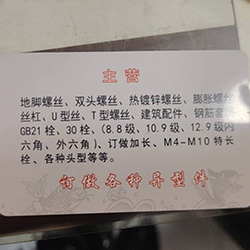 主营
地脚螺丝、双头螺丝、热镀锌螺丝、膨胀螺丝
丝杠、U型丝、T型螺丝、建筑配件、钢筋套
GB21栓、30栓、(8.8级、10.9级、12.9级内
六角、外六角)、订做加长、M4-M10特长
栓、各种头型等等。
订做各种异型件